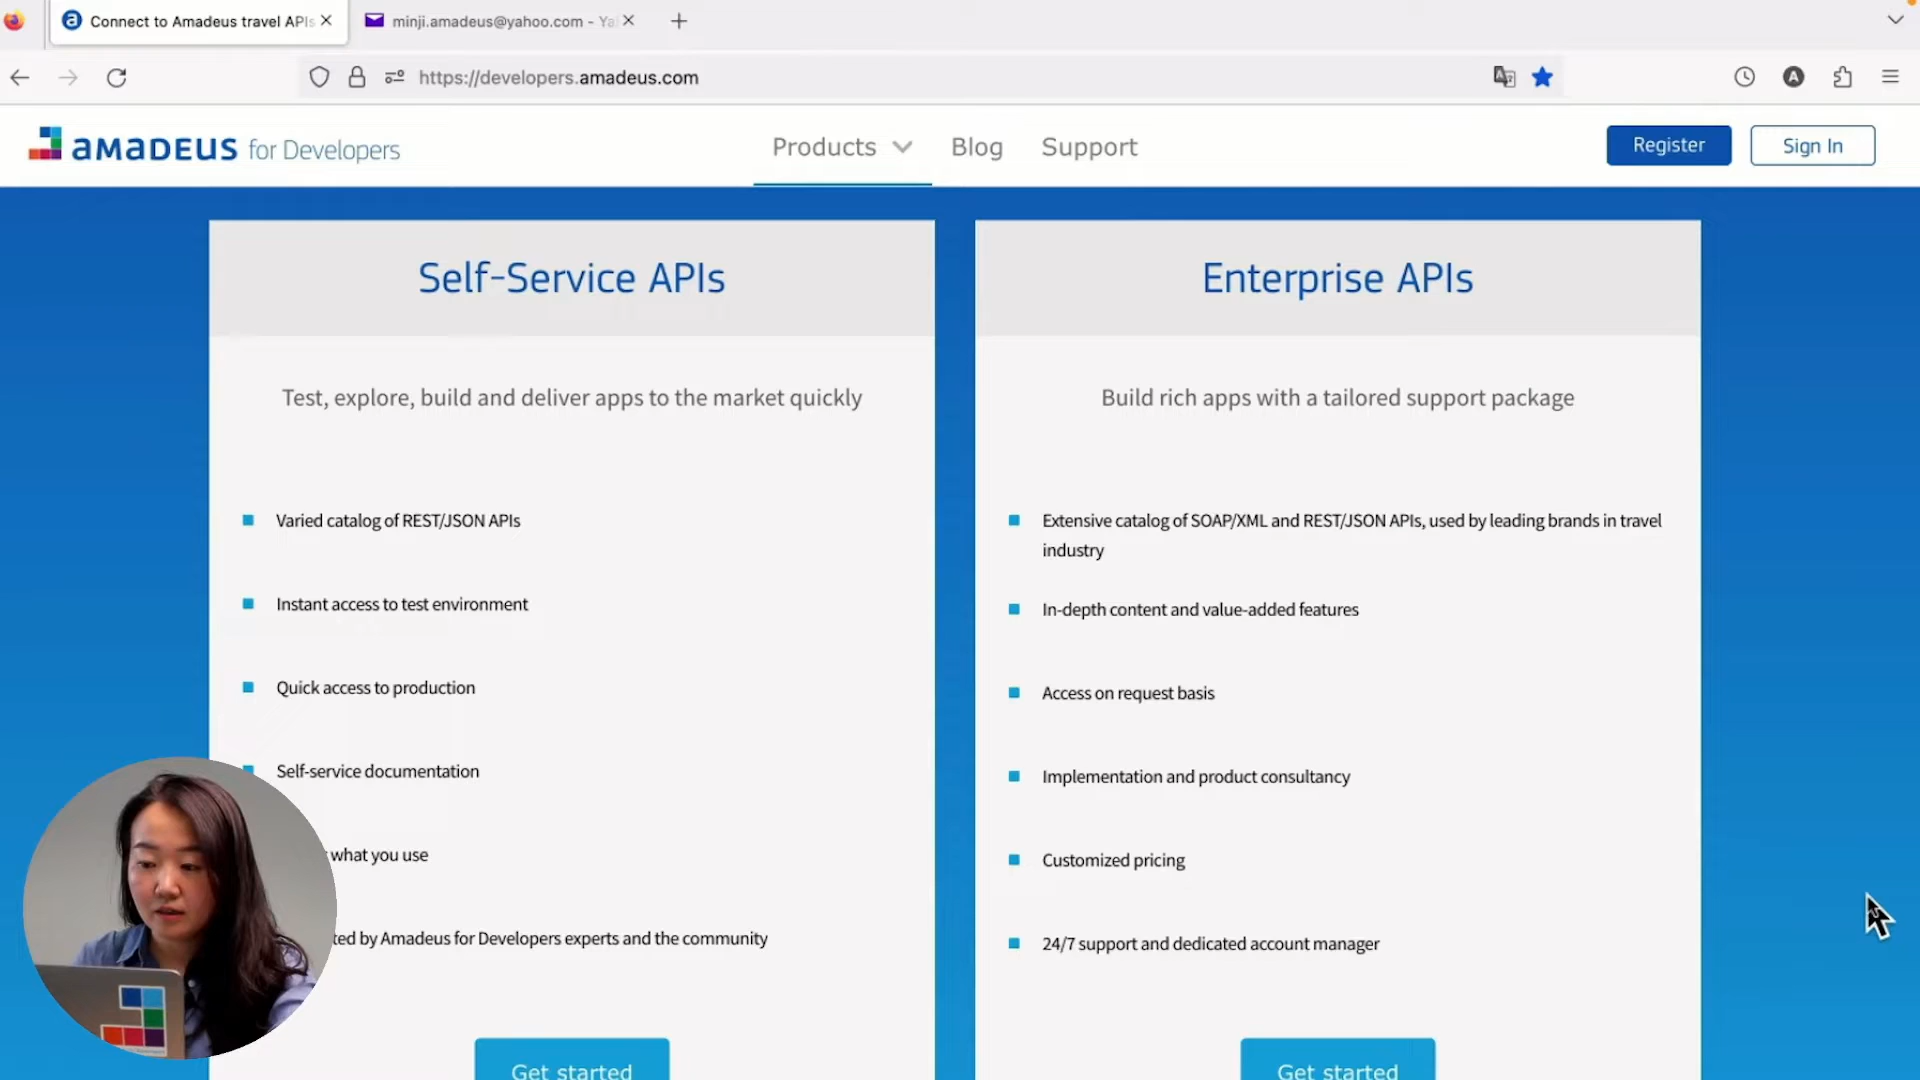 Connect to Amadeus travel APIs
minji.amadeus@yahoo.com - Ya
https://developers.amadeus.com
amadeus for Developers
Products
Blog
Support
Register
Sign In
Self-Service APIs
Test, explore, build and deliver apps to the market quickly
Varied catalog of REST/JSON APIs
Instant access to test environment
Quick access to production
Self-service documentation
what you use
ted by Amadeus for Developers experts and the community
Get started
Enterprise APIs
Build rich apps with a tailored support package
Extensive catalog of SOAP/XML and REST/JSON APIs, used by leading brands in travel
industry
In-depth content and value-added features
Access on request basis
Implementation and product consultancy
Customized pricing
24/7 support and dedicated account manager
Get started